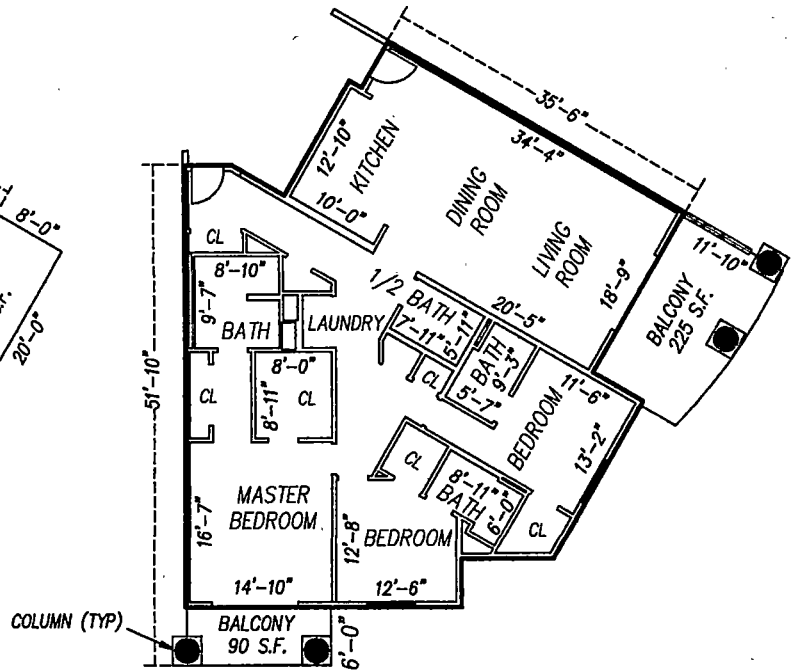 35'-6"
34'-4"
12'-10"
KITCHEN
10'-0"
DINING
ROOM
LIVING
ROOM
18'-9"
11'-10"
BALCONY
225 S.F.
8'-0"
20'-0"
51'-10"
CL
8'-10"
9'-7"
BATH
LAUNDRY
1/2
BATH
7'-11"
5'-11"
20'-5"
BATH
9'-3"
5'-7"
CL
11'-6"
BEDROOM
13'-2"
CL
8'-0"
8'-11"
CL
CL
8'-11"
BATH
6'-0"
CL
MASTER
BEDROOM
16'-7"
14'-10"
12'-8"
BEDROOM
12'-6"
COLUMN (TYP)
BALCONY
90 S.F.
6'-0"